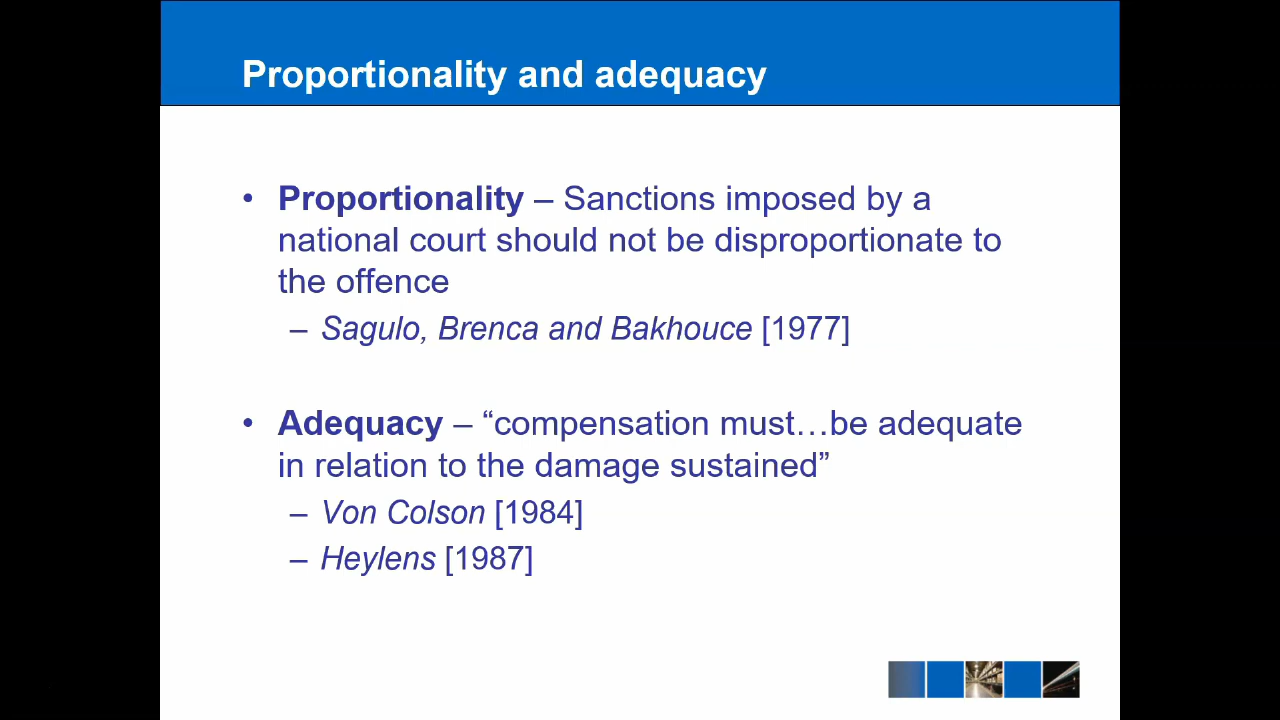 Proportionality and adequacy
• Proportionality – Sanctions imposed by a
national court should not be disproportionate to
the offence
– Sagulo, Brenca and Bakhouce [1977]
• Adequacy – “compensation must…be adequate
in relation to the damage sustained”
– Von Colson [1984]
– Heylens [1987]